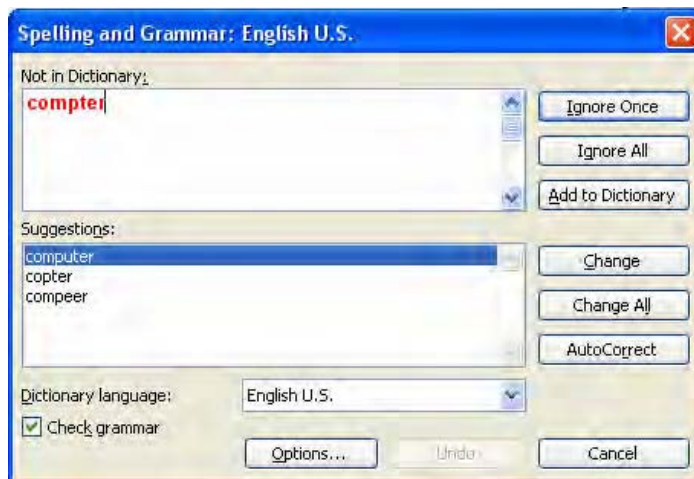 Spelling and Grammar: English U.S.
Not in Dictionary:
compter
Ignore Once
Ignore All
Add to Dictionary
Suggestions:
computer
copter
compeer
Change
Change All
AutoCorrect
Dictionary language:
English U.S.
Check grammar
Options...
Undo
Cancel